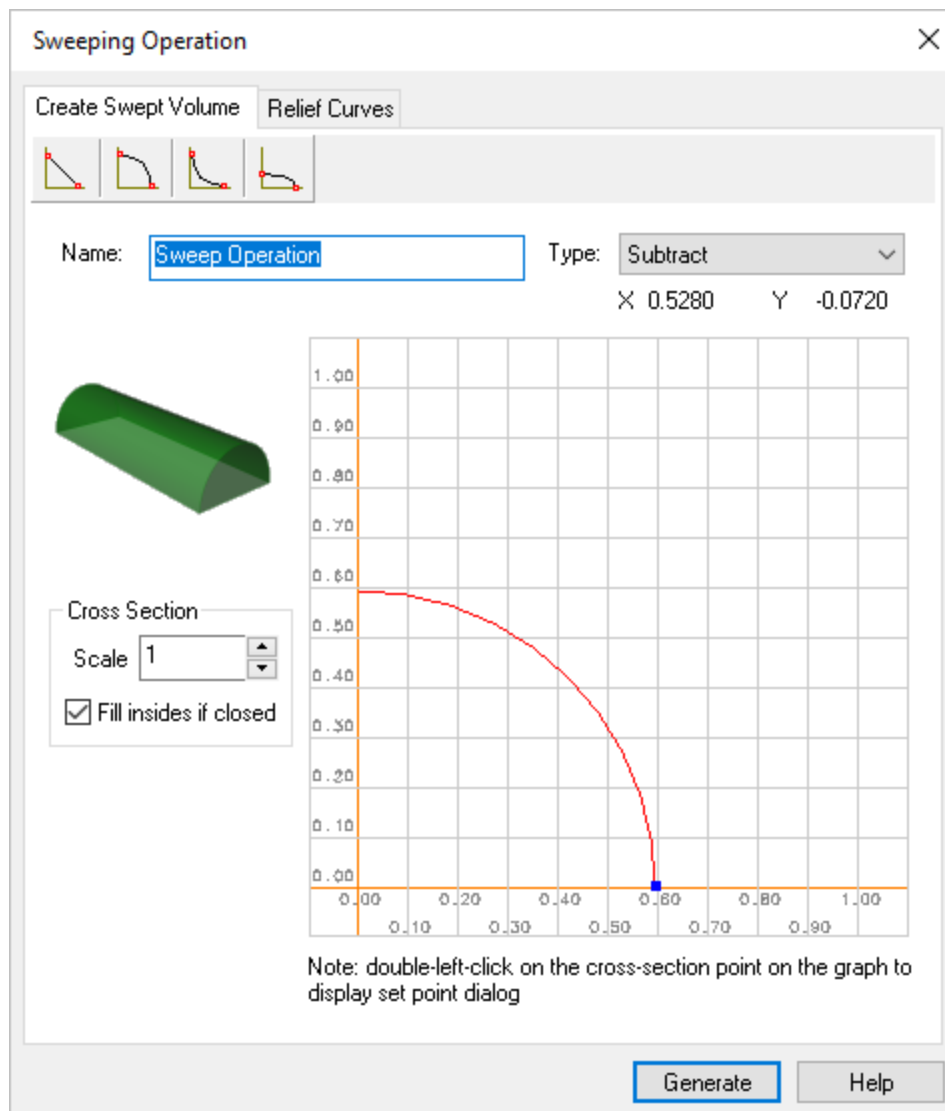 Sweeping Operation
Create Swept Volume
Relief Curves
Name:
Sweep Operation
Type:
Subtract
X 0.5280 Y -0.0720
1.00
0.90
0.80
0.70
0.60
0.50
0.40
0.30
0.20
0.10
0.00
0.00 0.20 0.40 0.60 0.80 1.00
0.10 0.30 0.50 0.70 0.90
Cross Section
Scale 1
Fill insides if closed
Note: double-left-click on the cross-section point on the graph to
display set point dialog
Generate
Help